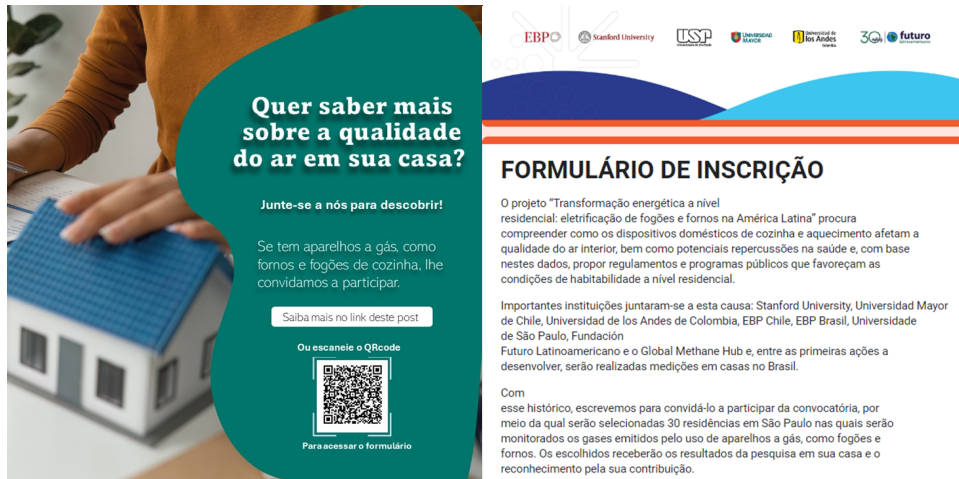 Quer saber mais
sobre a qualidade
do ar em sua casa?
Junte-se a nós para descobrir!
Se tem aparelhos a gás, como
fornos e fogões de cozinha, lhe
convidamos a participar.
Saiba mais no link deste post
Ou escaneie o QRcode
Para acessar o formulário
EBP
Stanford University
USP
UNIVERSIDAD
MAYOR
Universidad de
los Andes
Colombia
30 años
futuro
latinoamericano
FORMULÁRIO DE INSCRIÇÃO
O projeto “Transformação energética a nível
residencial: eletrificação de fogões e fornos na América Latina” procura
compreender como os dispositivos domésticos de cozinha e aquecimento afetam a
qualidade do ar interior, bem como potenciais repercussões na saúde e, com base
nestes dados, propor regulamentos e programas públicos que favoreçam as
condições de habitabilidade a nível residencial.
Importantes instituições juntaram-se a esta causa: Stanford University, Universidad Mayor
de Chile, Universidad de los Andes de Colombia, EBP Chile, EBP Brasil, Universidade
de São Paulo, Fundación
Futuro Latinoamericano e o Global Methane Hub e, entre as primeiras ações a
desenvolver, serão realizadas medições em casas no Brasil.
Com
esse histórico, escrevemos para convidá-lo a participar da convocatória, por
meio da qual serão selecionadas 30 residências em São Paulo nas quais serão
monitorados os gases emitidos pelo uso de aparelhos a gás, como fogões e
fornos. Os escolhidos receberão os resultados da pesquisa em sua casa e o
reconhecimento pela sua contribuição.